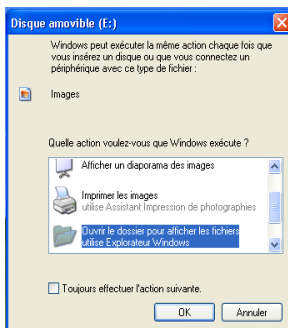 Disque amovible (E:)
Windows peut exécuter la même action chaque fois que
vous insérez un disque ou que vous connectez un
périphérique avec ce type de fichier :
Images
Quelle action voulez-vous que Windows exécute ?
Afficher un diaporama des images
Imprimer les images
utilise Assistant Impression de photographies
Ouvrir le dossier pour afficher les fichiers
utilise Explorateur Windows
Toujours effectuer l'action suivante.
OK Annuler